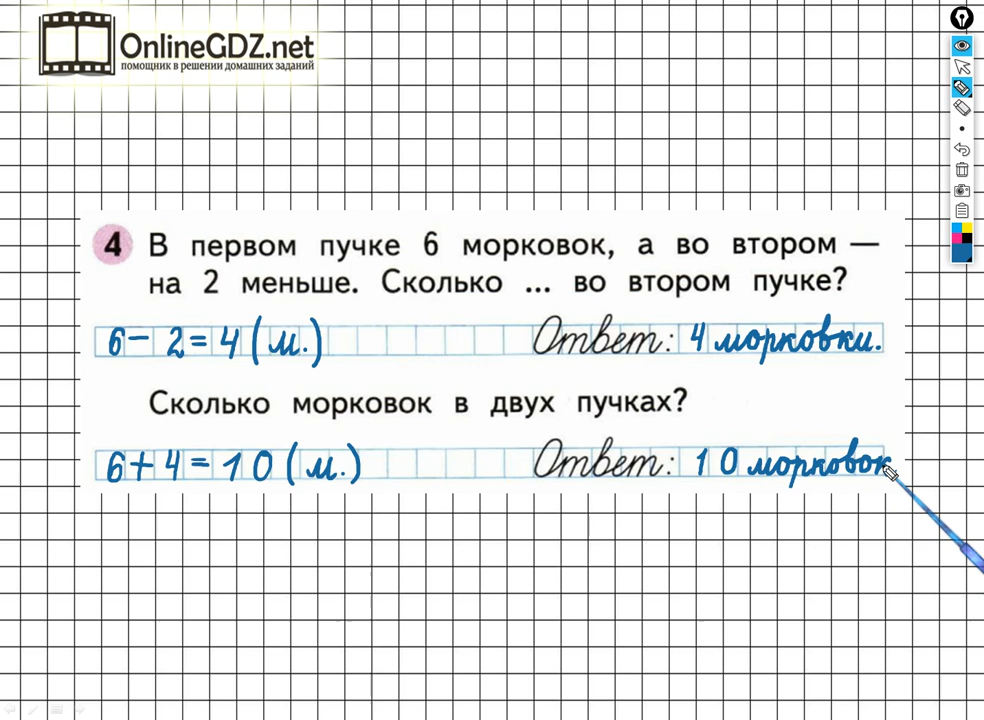 OnlineGDZ.net
помощник в решении домашних заданий
4 В первом пучке 6 морковок, а во втором —
на 2 меньше. Сколько ... во втором пучке?
6 − 2 = 4 (м.) Ответ: 4 морковки.
Сколько морковок в двух пучках?
6 + 4 = 10 (м.) Ответ: 10 морковок